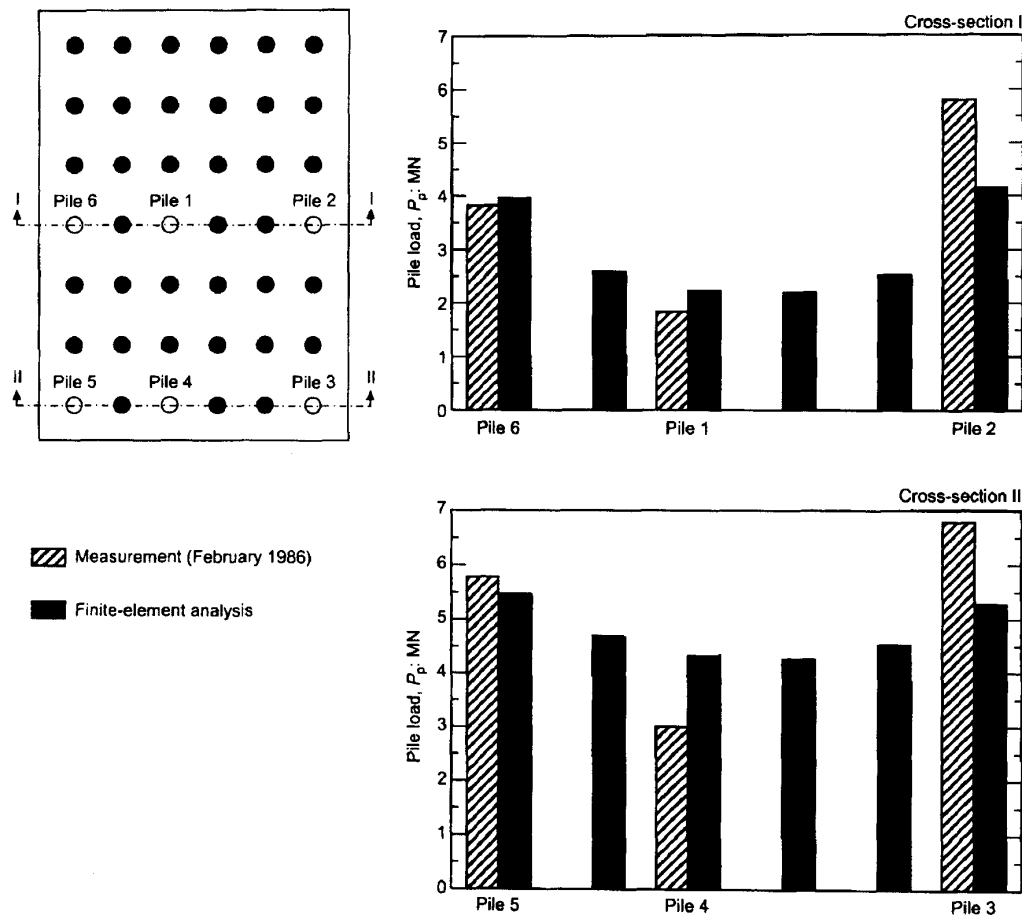 I
Pile 6
Pile 1
Pile 2
I
II
Pile 5
Pile 4
Pile 3
II
Measurement (February 1986)
Finite-element analysis
Cross-section I
7
6
5
4
3
2
1
0
Pile load, Pp: MN
Pile 6
Pile 1
Pile 2
Cross-section II
7
6
5
4
3
2
1
0
Pile load, Pp: MN
Pile 5
Pile 4
Pile 3